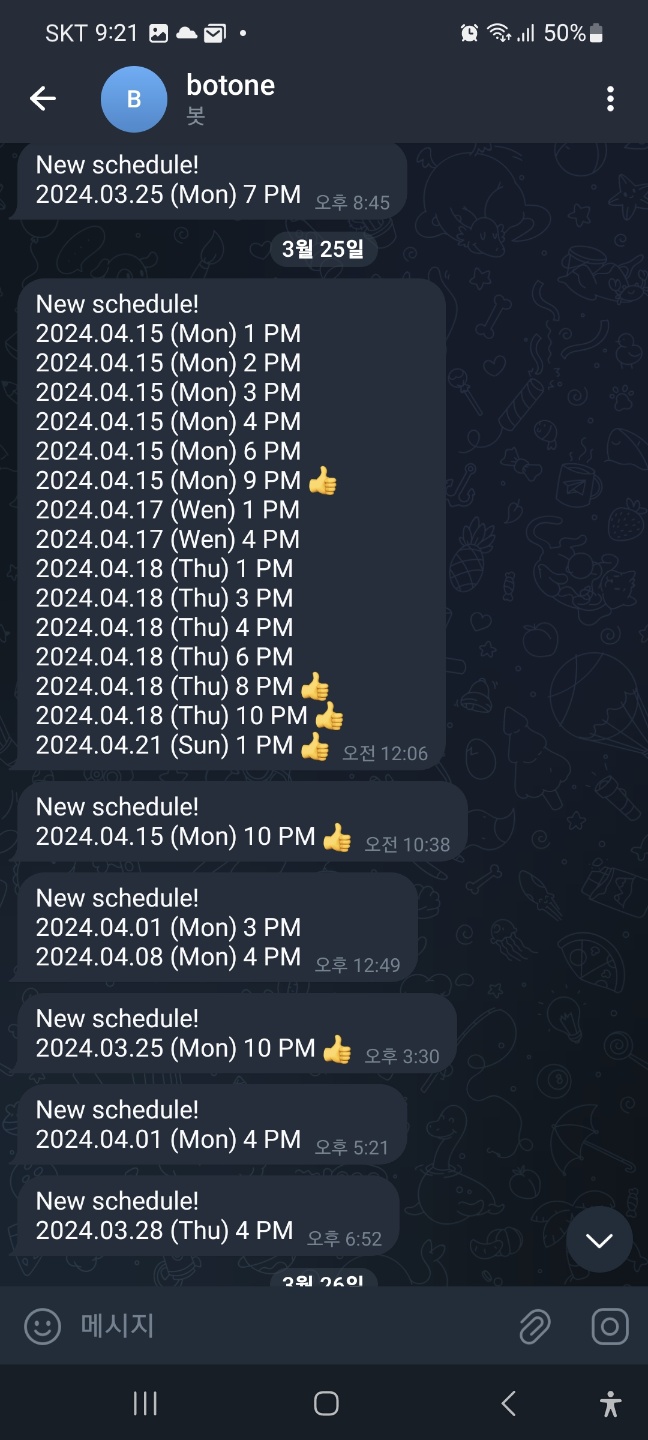 SKT 9:21
50%
B
botone
봇
New schedule!
2024.03.25 (Mon) 7 PM 오후 8:45
3월 25일
New schedule!
2024.04.15 (Mon) 1 PM
2024.04.15 (Mon) 2 PM
2024.04.15 (Mon) 3 PM
2024.04.15 (Mon) 4 PM
2024.04.15 (Mon) 6 PM
2024.04.15 (Mon) 9 PM 👍
2024.04.17 (Wen) 1 PM
2024.04.17 (Wen) 4 PM
2024.04.18 (Thu) 1 PM
2024.04.18 (Thu) 3 PM
2024.04.18 (Thu) 4 PM
2024.04.18 (Thu) 6 PM
2024.04.18 (Thu) 8 PM 👍
2024.04.18 (Thu) 10 PM 👍
2024.04.21 (Sun) 1 PM 👍 오전 12:06
New schedule!
2024.04.15 (Mon) 10 PM 👍 오전 10:38
New schedule!
2024.04.01 (Mon) 3 PM
2024.04.08 (Mon) 4 PM 오후 12:49
New schedule!
2024.03.25 (Mon) 10 PM 👍 오후 3:30
New schedule!
2024.04.01 (Mon) 4 PM 오후 5:21
New schedule!
2024.03.28 (Thu) 4 PM 오후 6:52
3월 26일
메시지